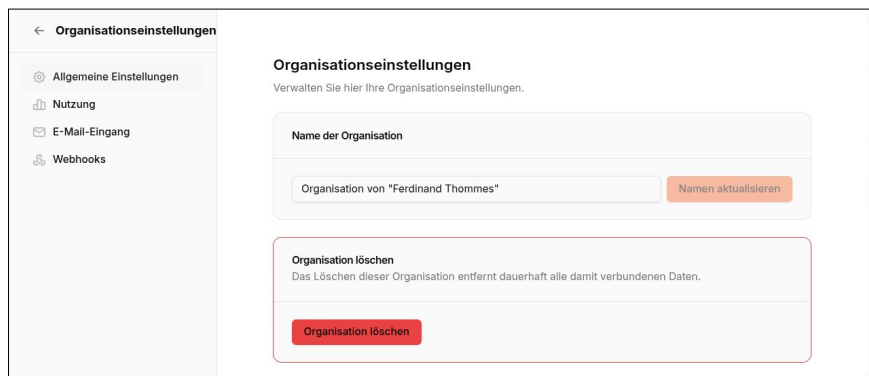 Organisationseinstellungen
Allgemeine Einstellungen
Nutzung
E-Mail-Eingang
Webhooks
Organisationseinstellungen
Verwalten Sie hier Ihre Organisationseinstellungen.
Name der Organisation
Organisation von "Ferdinand Thommes"
Namen aktualisieren
Organisation löschen
Das Löschen dieser Organisation entfernt dauerhaft alle damit verbundenen Daten.
Organisation löschen